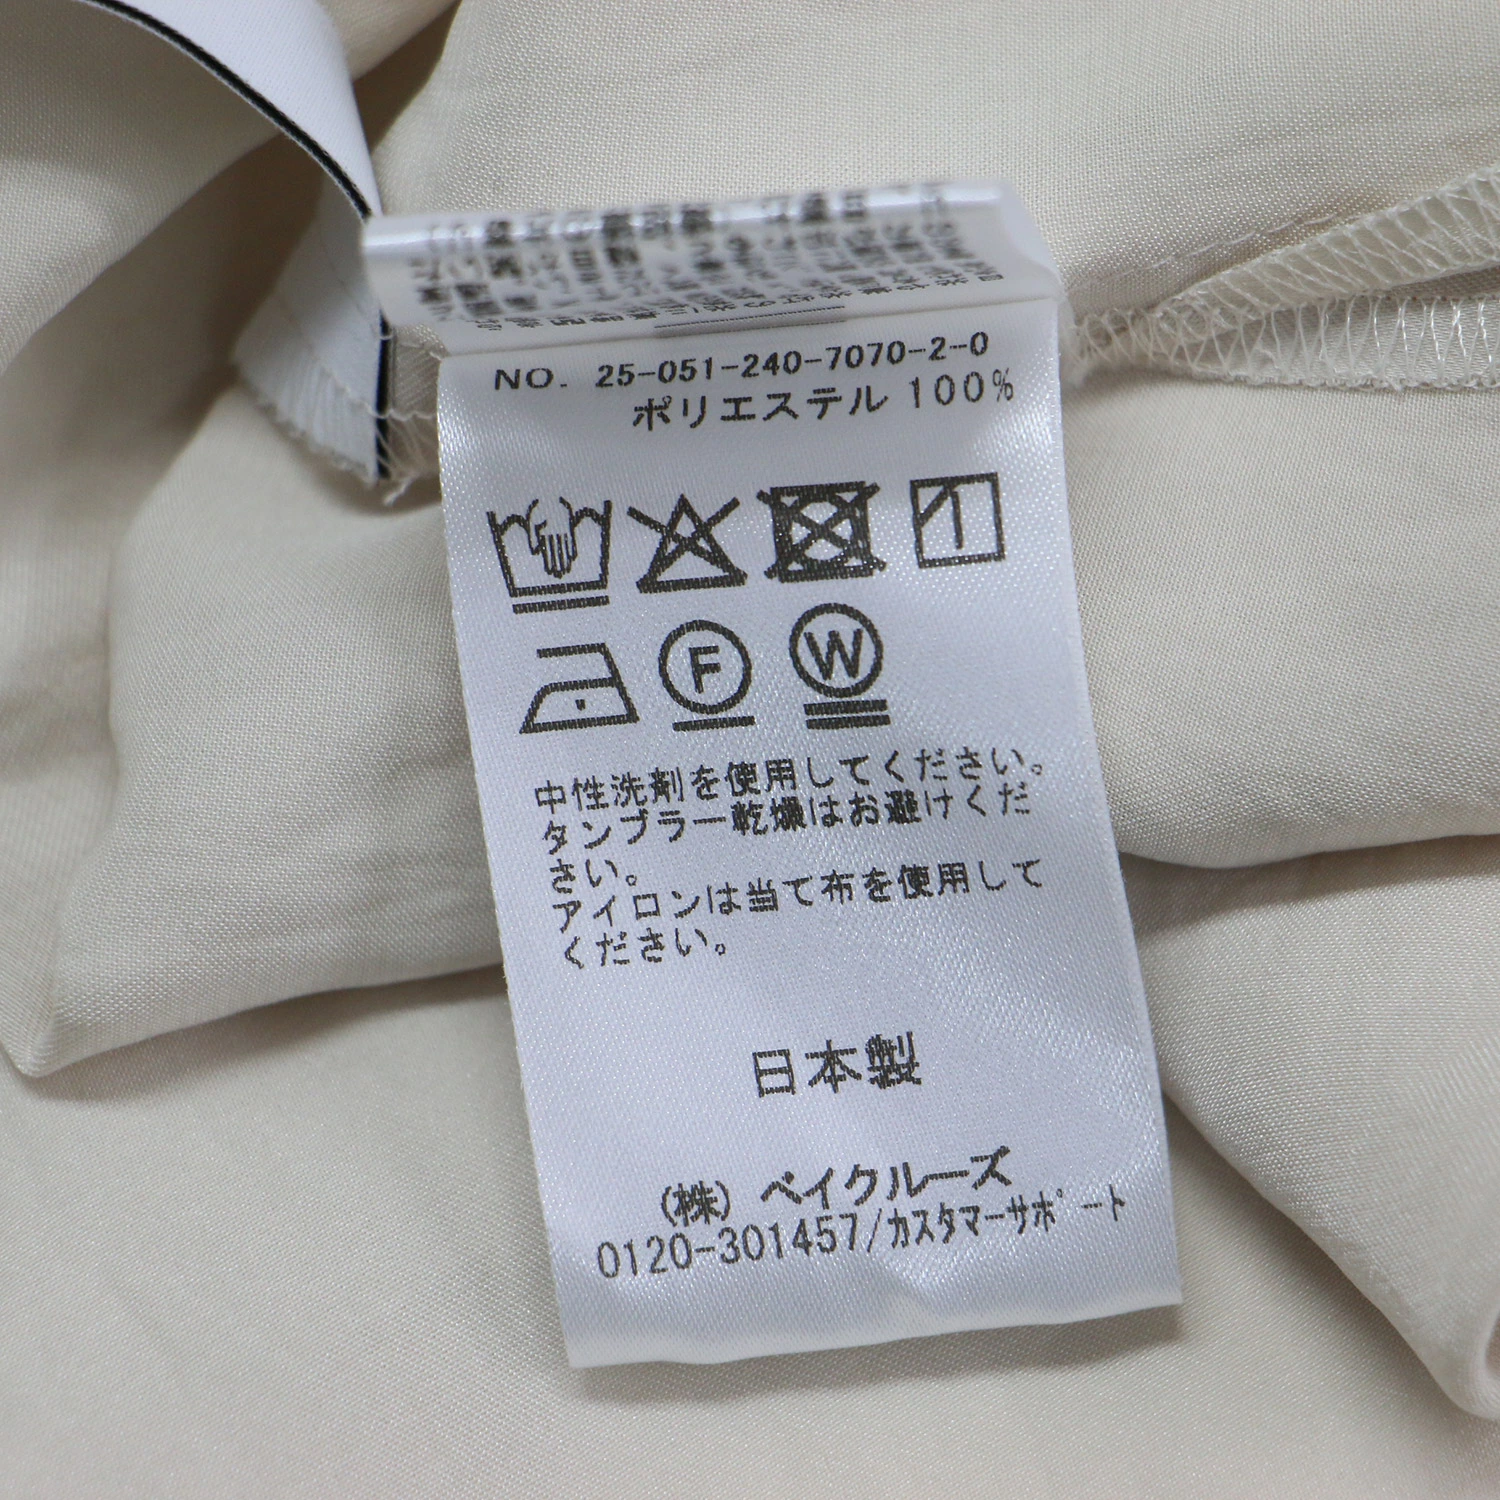 NO. 25-051-240-7070-2-0
ポリエステル 100%
F
W
中性洗剤を使用してください。
タンブラー乾燥はお避けくだ
さい。
アイロンは当て布を使用して
ください。
日本製
(株) ベイクルーズ
0120-301457/カスタマーサポート